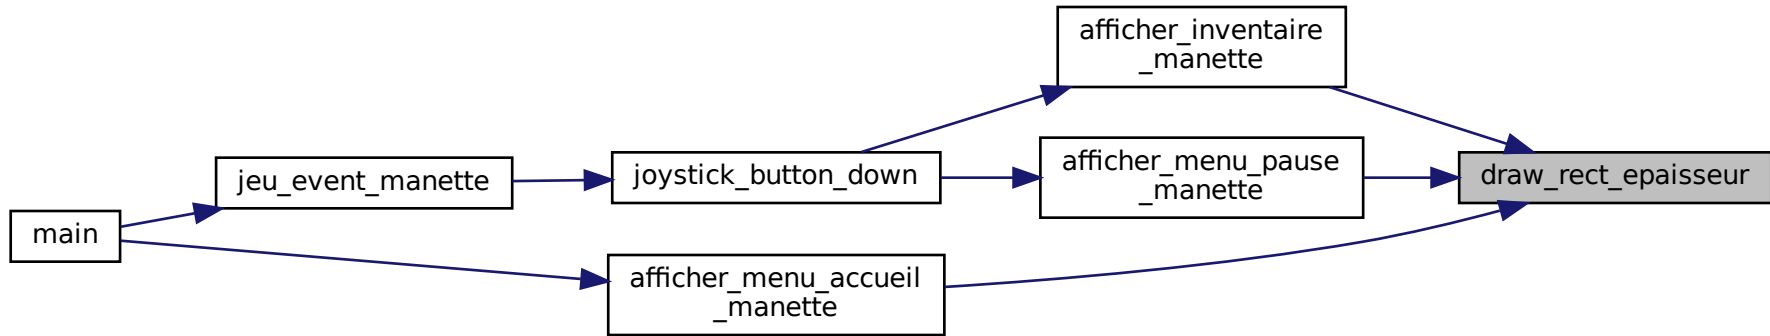 afficher_inventaire
_manette
afficher_menu_pause
_manette
draw_rect_epaisseur
joystick_button_down
jeu_event_manette
main
afficher_menu_accueil
_manette